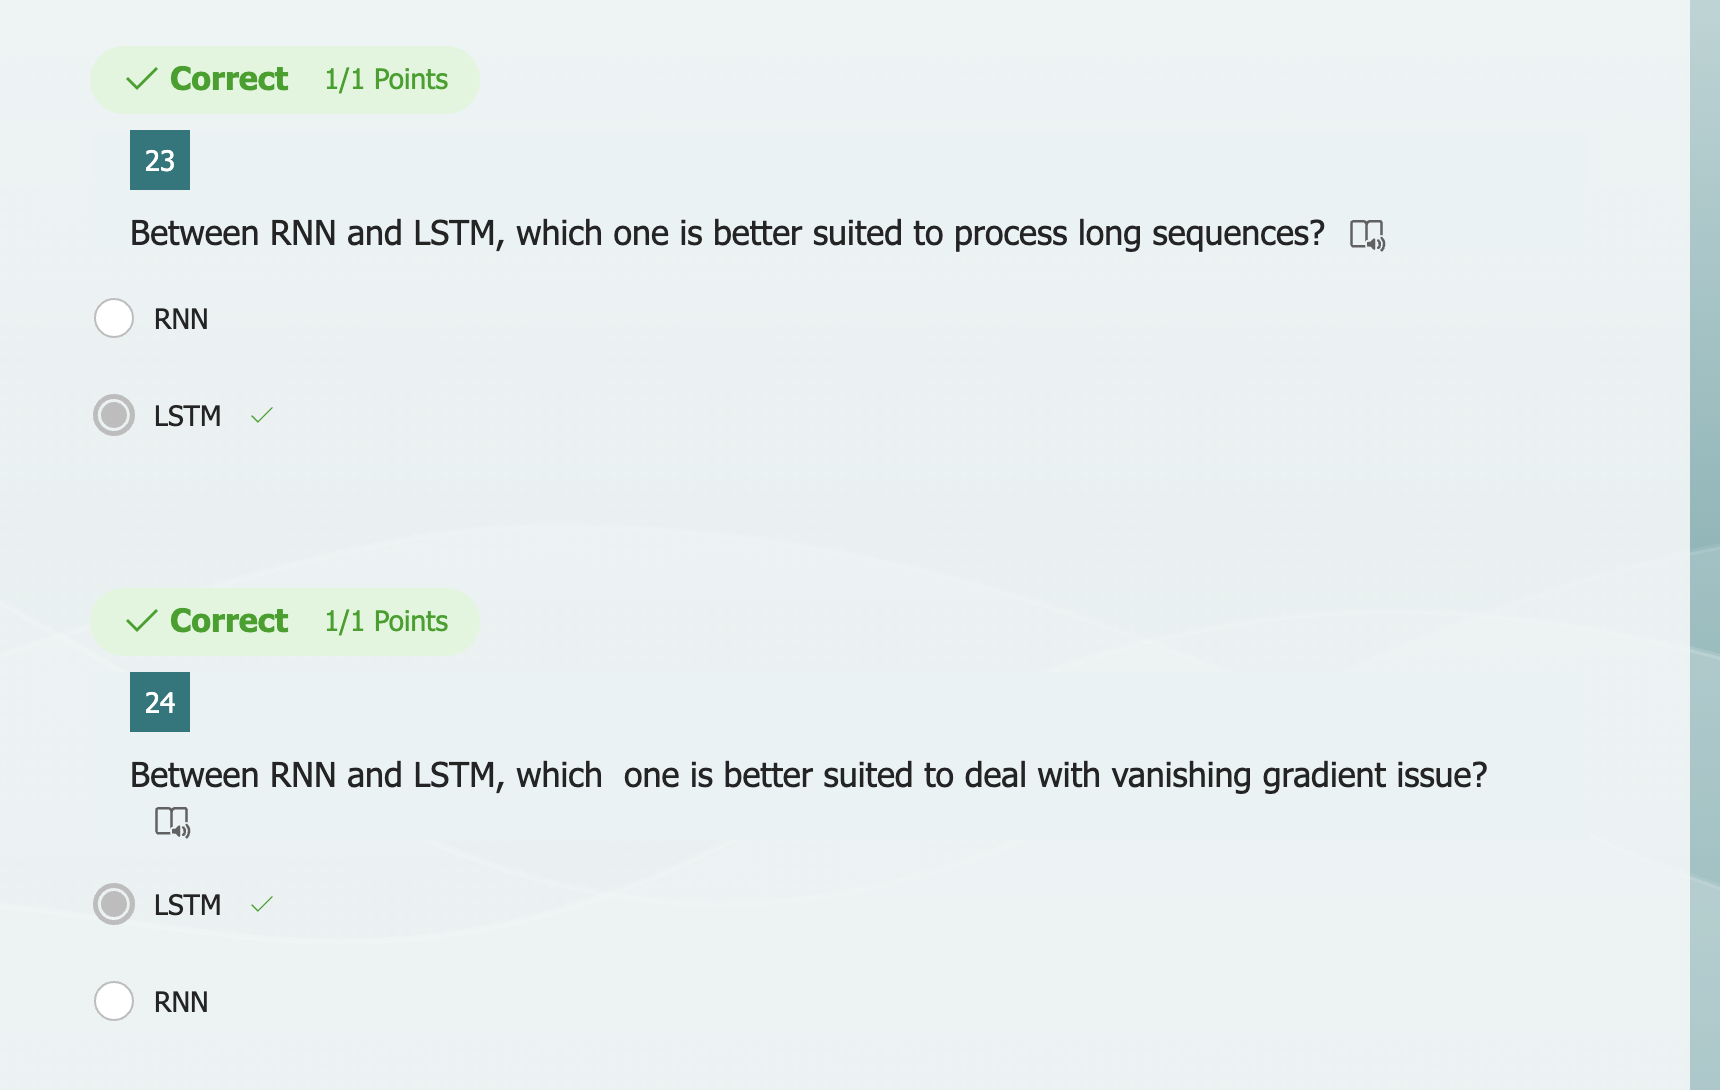 Correct 1/1 Points
23
Between RNN and LSTM, which one is better suited to process long sequences?
RNN
LSTM
Correct 1/1 Points
24
Between RNN and LSTM, which  one is better suited to deal with vanishing gradient issue?
LSTM
RNN